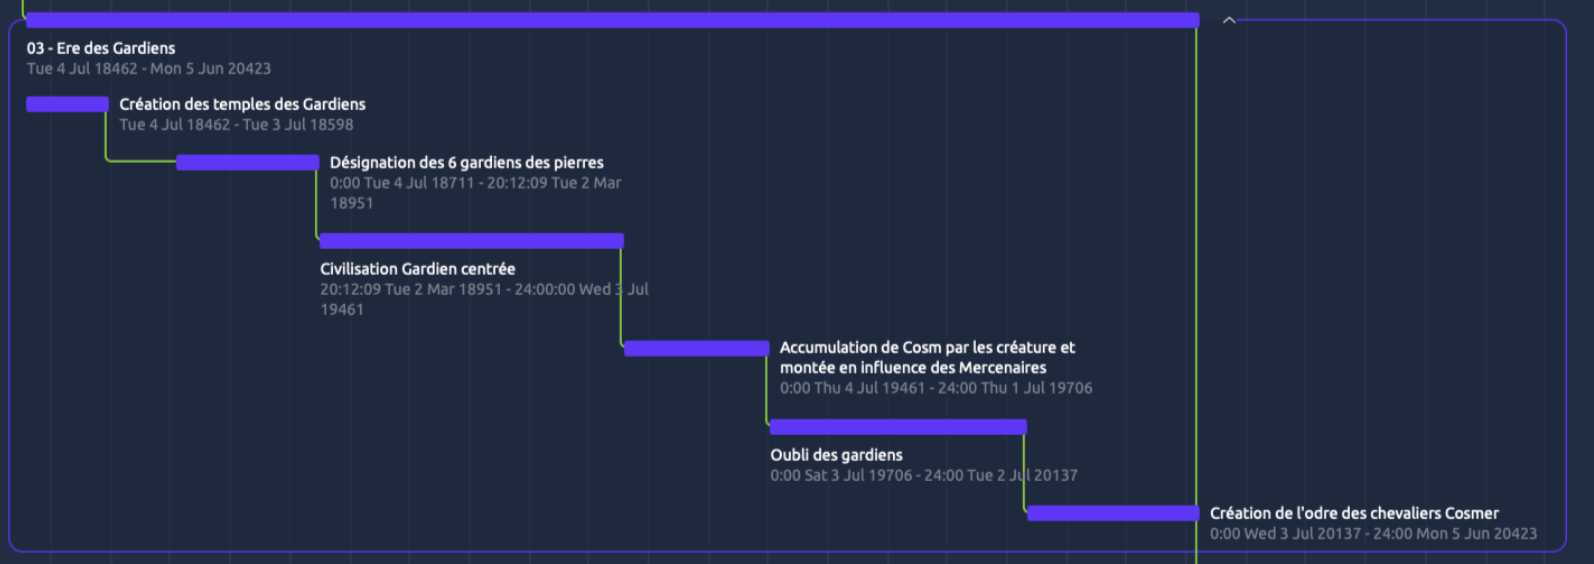 03 - Ere des Gardiens
Tue 4 Jul 18462 - Mon 5 Jun 20423
Création des temples des Gardiens
Tue 4 Jul 18462 - Tue 3 Jul 18598
Désignation des 6 gardiens des pierres
0:00 Tue 4 Jul 18711 - 20:12:09 Tue 2 Mar
18951
Civilisation Gardien centrée
20:12:09 Tue 2 Mar 18951 - 24:00:00 Wed 3 Jul
19461
Accumulation de Cosm par les créature et
montée en influence des Mercenaires
0:00 Thu 4 Jul 19461 - 24:00 Thu 1 Jul 19706
Oubli des gardiens
0:00 Sat 3 Jul 19706 - 24:00 Tue 2 Jul 20137
Création de l'odre des chevaliers Cosmer
0:00 Wed 3 Jul 20137 - 24:00 Mon 5 Jun 20423